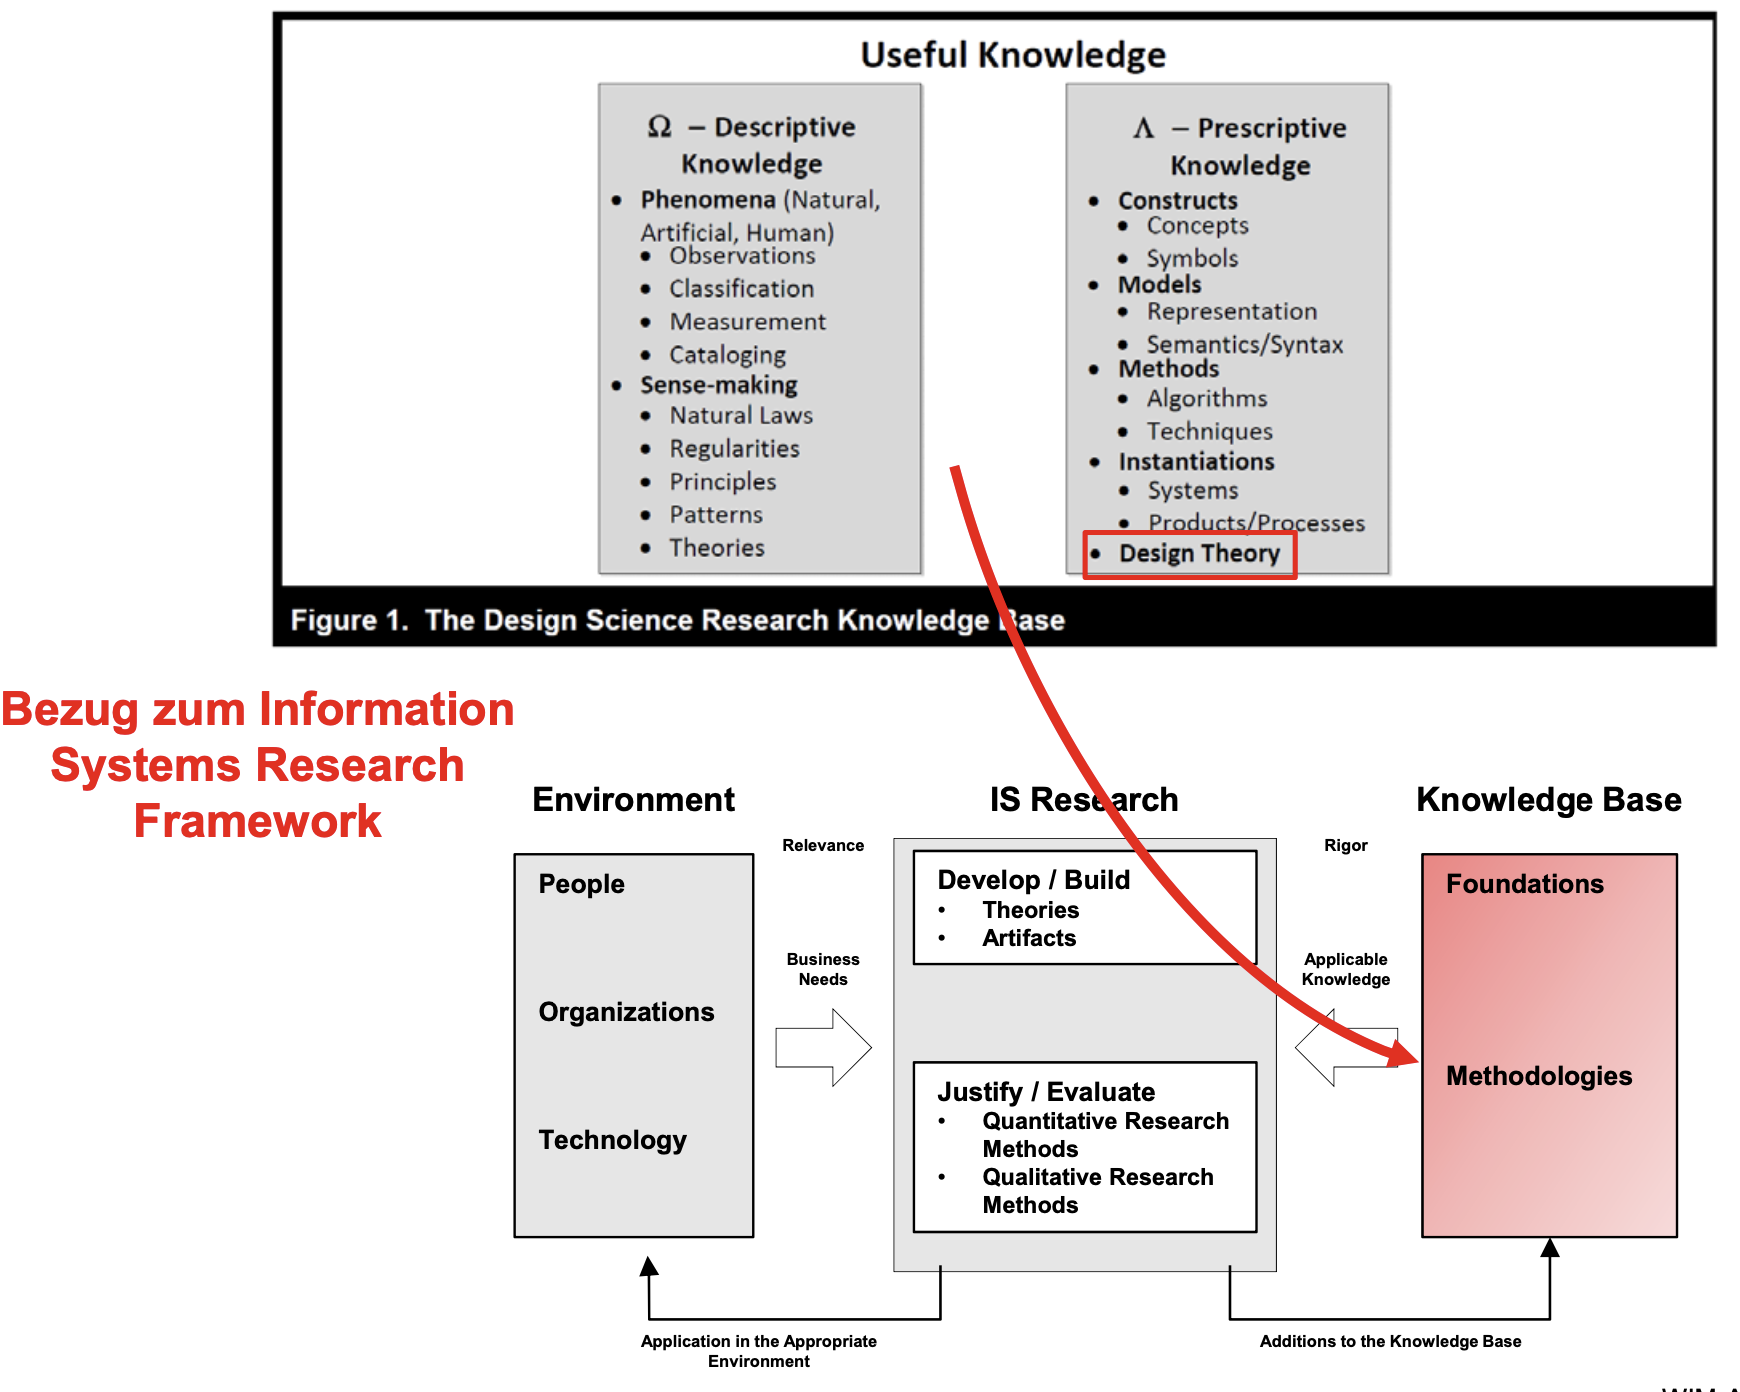 Useful Knowledge
Ω – Descriptive
Knowledge
• Phenomena (Natural,
Artificial, Human)
• Observations
• Classification
• Measurement
• Cataloging
• Sense-making
• Natural Laws
• Regularities
• Principles
• Patterns
• Theories
Λ – Prescriptive
Knowledge
• Constructs
• Concepts
• Symbols
• Models
• Representation
• Semantics/Syntax
• Methods
• Algorithms
• Techniques
• Instantiations
• Systems
• Products/Processes
• Design Theory
Figure 1. The Design Science Research Knowledge Base
Bezug zum Information
Systems Research
Framework
Environment
People
Organizations
Technology
Relevance
Business
Needs
IS Research
Develop / Build
• Theories
• Artifacts
Justify / Evaluate
• Quantitative Research
Methods
• Qualitative Research
Methods
Rigor
Applicable
Knowledge
Knowledge Base
Foundations
Methodologies
Application in the Appropriate
Environment
Additions to the Knowledge Base